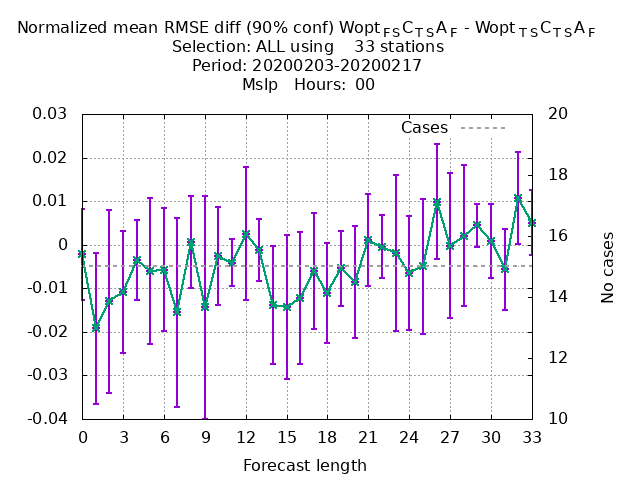 Normalized mean RMSE diff (90% conf) Wopt FS C TS A F - Wopt TS C TS A F
Selection: ALL using 33 stations
Period: 20200203-20200217
Mslp Hours: 00
0.03
0.02
0.01
0
-0.01
-0.02
-0.03
-0.04
Cases
20
18
16
14
12
10
No cases
0 3 6 9 12 15 18 21 24 27 30 33
Forecast length